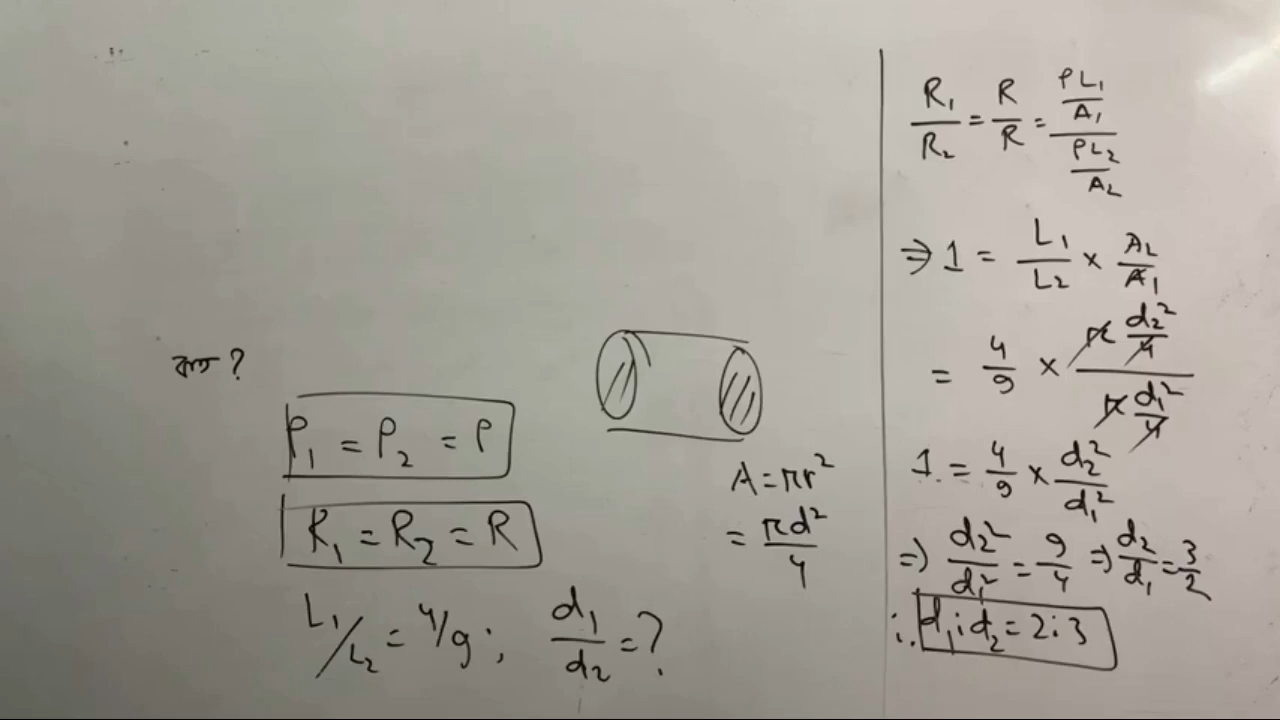 কত?
ρ₁ = ρ₂ = ρ
R₁ = R₂ = R
L₁/L₂ = 4/9; d₁/d₂ = ?
A = πr²
= πd²/4
R₁/R₂ = R/R = (ρL₁/A₁)/(ρL₂/A₂)
⇒ 1 = L₁/L₂ × A₂/A₁
= 4/9 × (π d₂²/4)/(π d₁²/4)
1 = 4/9 × d₂²/d₁²
⇒ d₂²/d₁² = 9/4 ⇒ d₂/d₁ = 3/2
∴ d₁:d₂ = 2:3